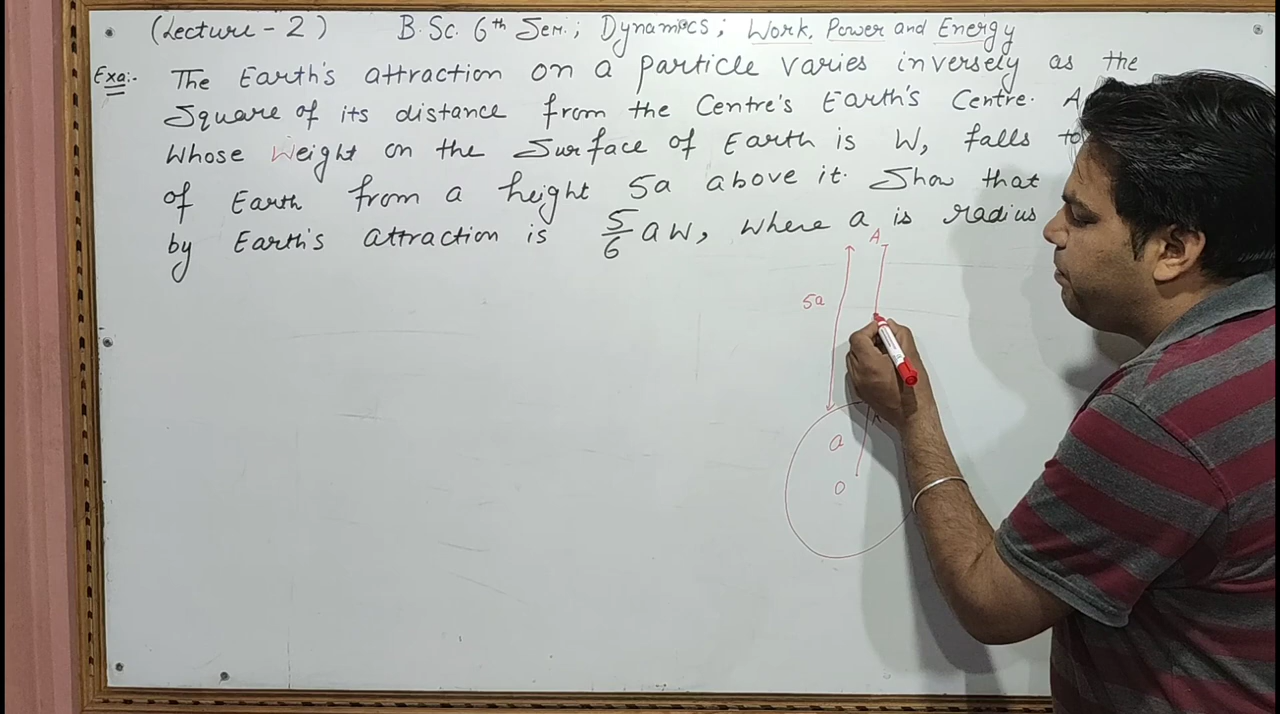 (Lecture - 2) B.Sc. 6th Sem.; Dynamics; Work, Power and Energy
Exa:- The Earth's attraction on a particle varies inversely as the
Square of its distance from the Centre's Earth's Centre. A
Whose Weight on the Surface of Earth is W, falls to
of Earth from a height 5a above it. Show that
by Earth's attraction is 5/6 a W, where a is radius
A
5a
a
O